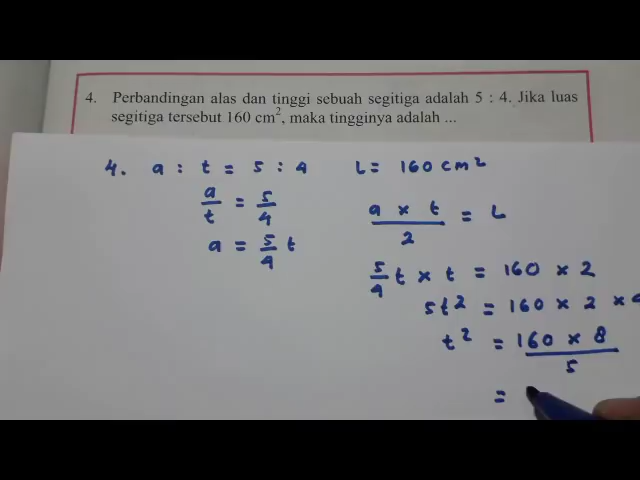 4. Perbandingan alas dan tinggi sebuah segitiga adalah 5 : 4. Jika luas
segitiga tersebut 160 cm², maka tingginya adalah ...
4. a : t = 5 : 4
a/t = 5/4
a = 5/4 t
L = 160 cm²
a × t / 2 = L
5/4 t × t = 160 × 2
5t² = 160 × 2 ×
t² = 160 × 8 / 5
=